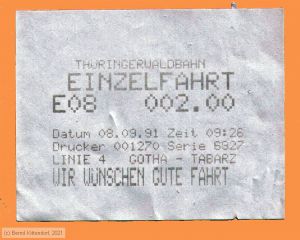 THÜRINGERWALDBAHN
EINZELFAHRT
E08 002.00
Datum 08.09.91 Zeit 09:26
Drucker 001270 Serie 6827
LINIE 4 GOTHA - TABARZ
WIR WÜNSCHEN GUTE FAHRT
(c) Bernd Kittendorf, 2021